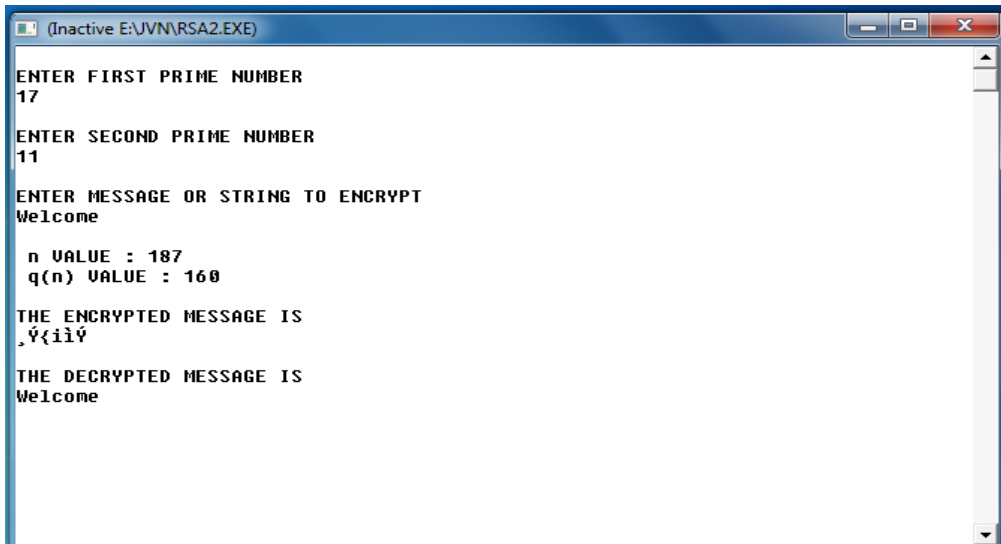 (Inactive E:\JVN\RSA2.EXE)
ENTER FIRST PRIME NUMBER
17
ENTER SECOND PRIME NUMBER
11
ENTER MESSAGE OR STRING TO ENCRYPT
Welcome
n VALUE : 187
q(n) VALUE : 160
THE ENCRYPTED MESSAGE IS
¸Ý{iìÝ
THE DECRYPTED MESSAGE IS
Welcome